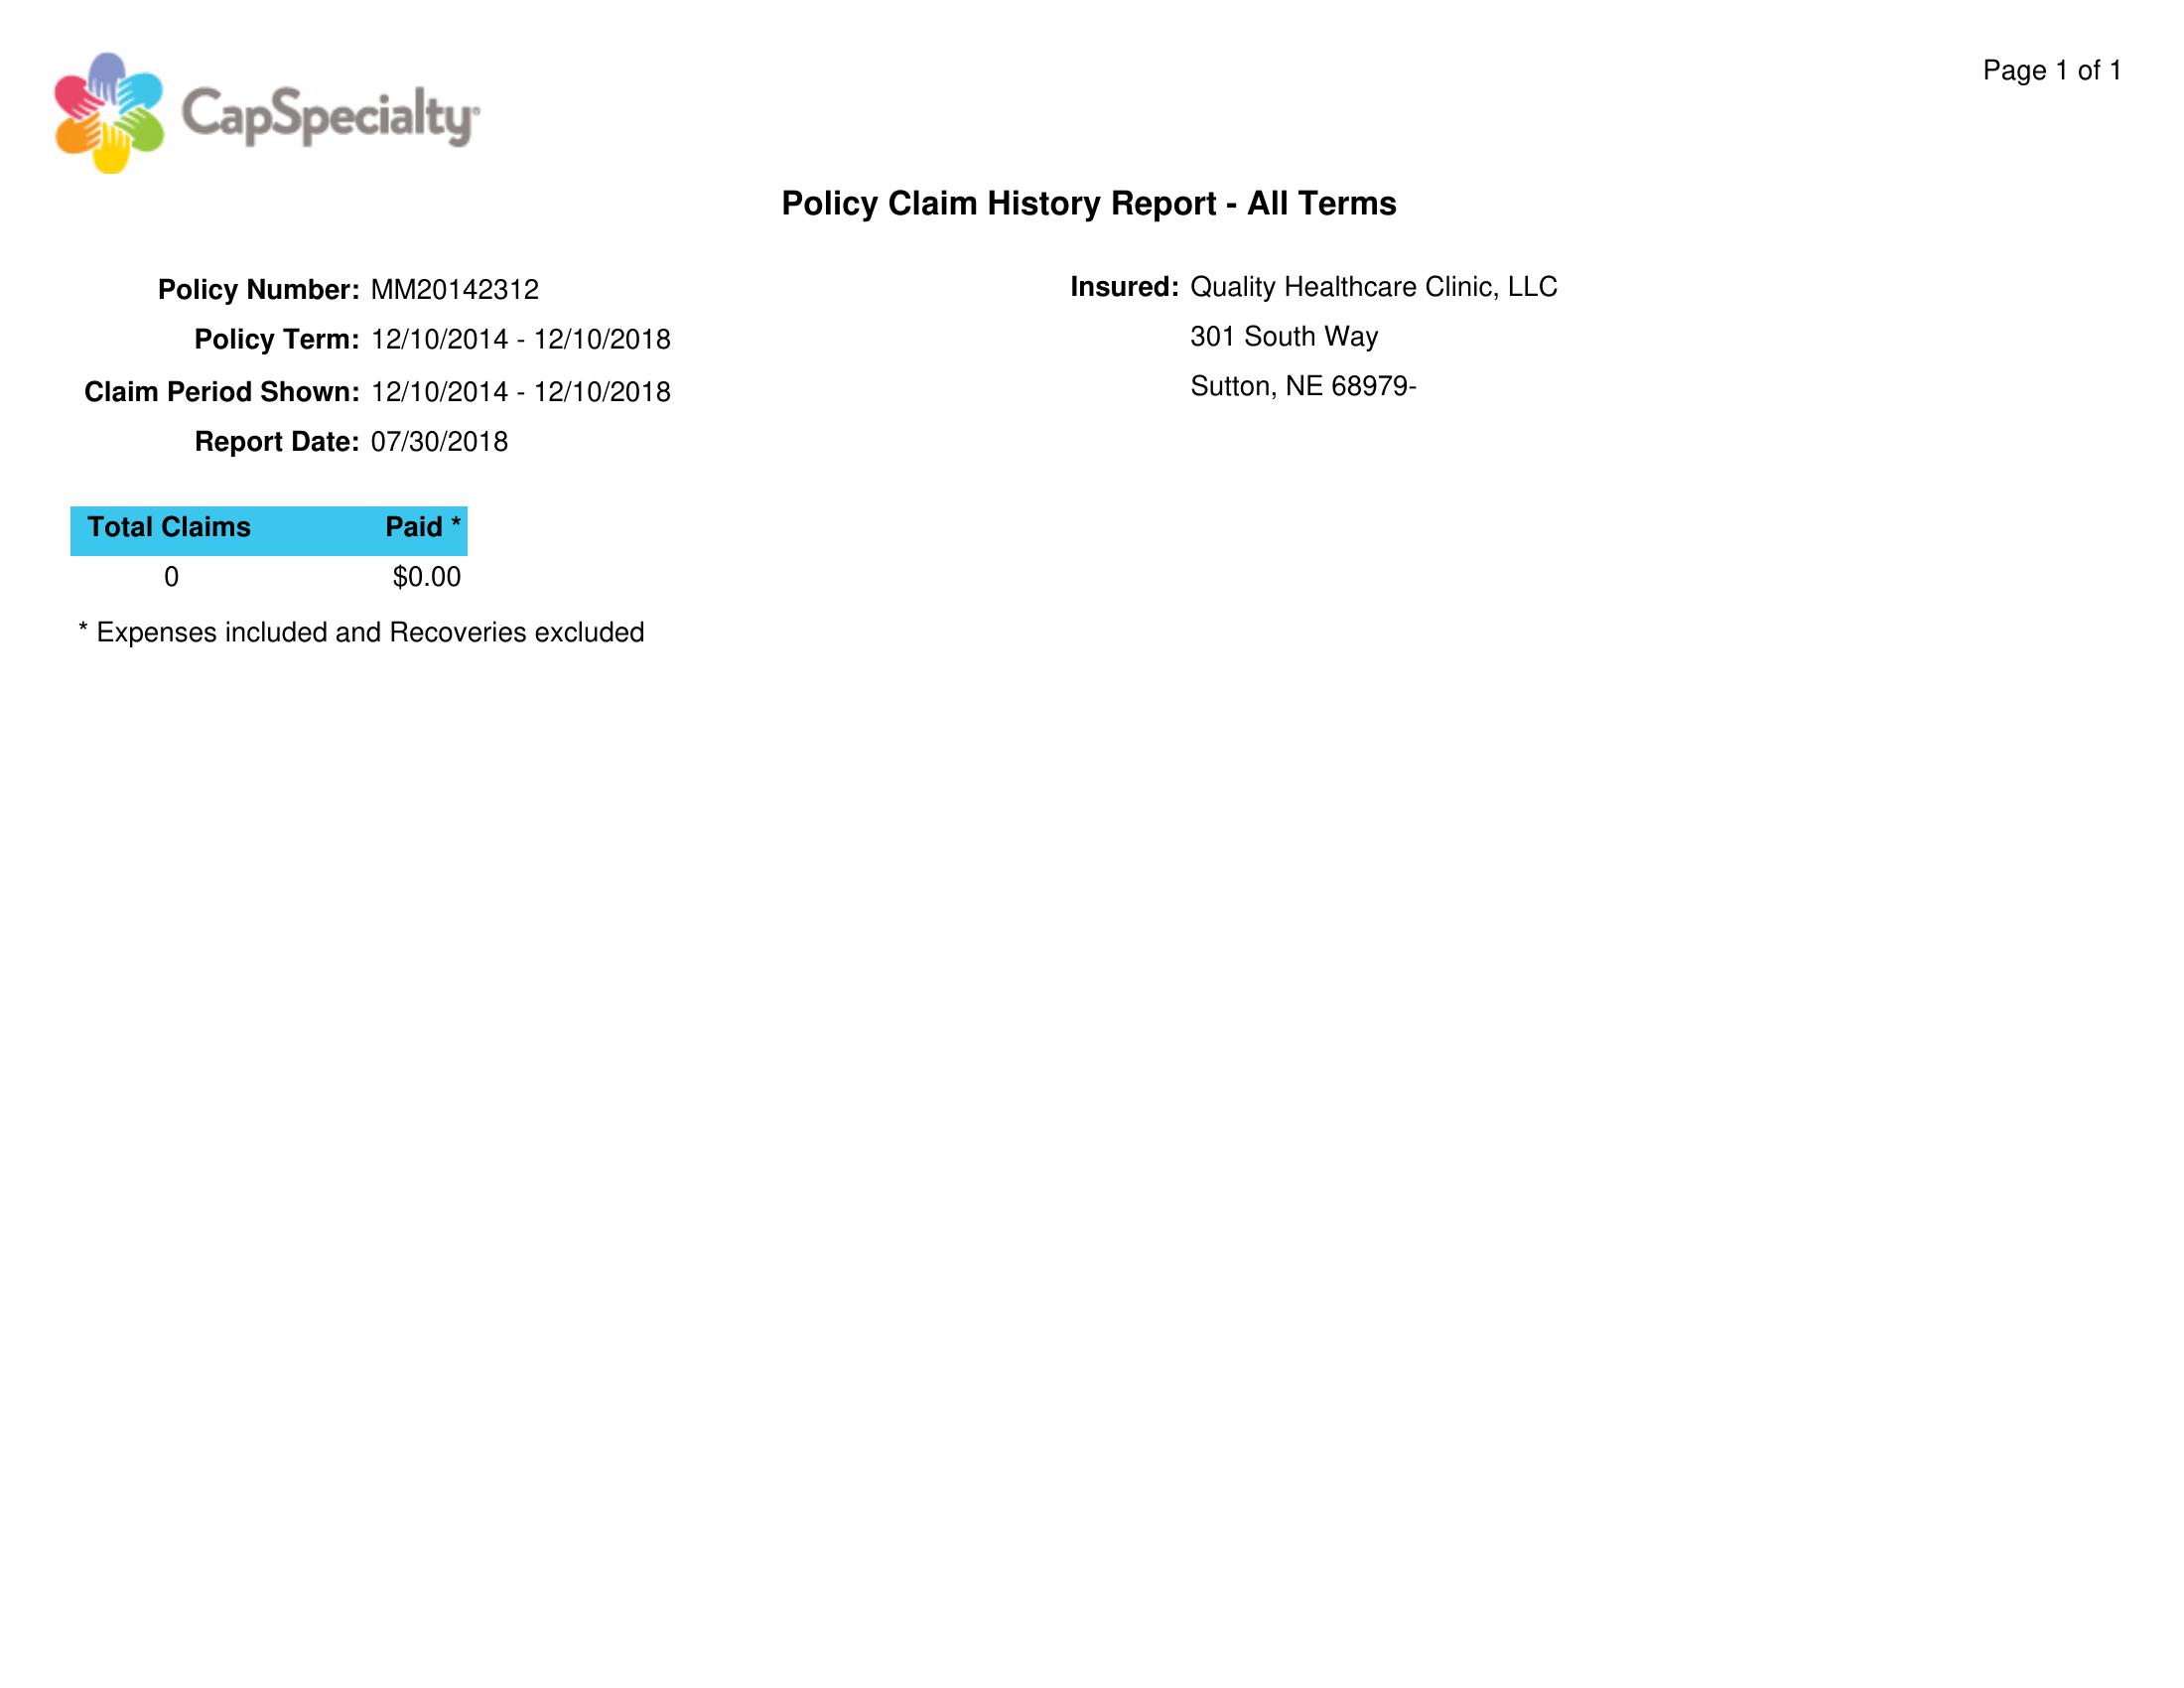 CapSpecialty
Page 1 of 1
Policy Claim History Report - All Terms
Policy Number: MM20142312
Policy Term: 12/10/2014 - 12/10/2018
Claim Period Shown: 12/10/2014 - 12/10/2018
Report Date: 07/30/2018
Insured: Quality Healthcare Clinic, LLC
301 South Way
Sutton, NE 68979-
Total Claims Paid *
0 $0.00
* Expenses included and Recoveries excluded